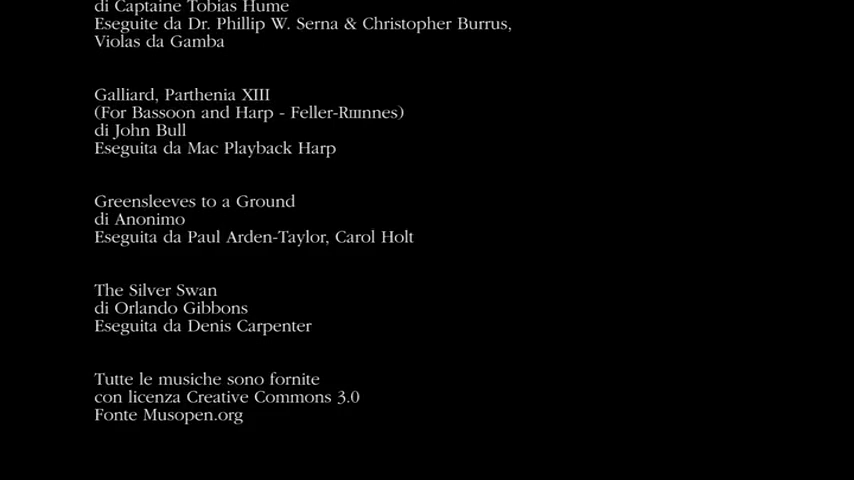 di Captaine Tobias Hume
Eseguite da Dr. Phillip W. Serna & Christopher Burrus,
Violas da Gamba
Galliard, Parthenia XIII
(For Bassoon and Harp - Feller-Rııınnes)
di John Bull
Eseguita da Mac Playback Harp
Greensleeves to a Ground
di Anonimo
Eseguita da Paul Arden-Taylor, Carol Holt
The Silver Swan
di Orlando Gibbons
Eseguita da Denis Carpenter
Tutte le musiche sono fornite
con licenza Creative Commons 3.0
Fonte Musopen.org